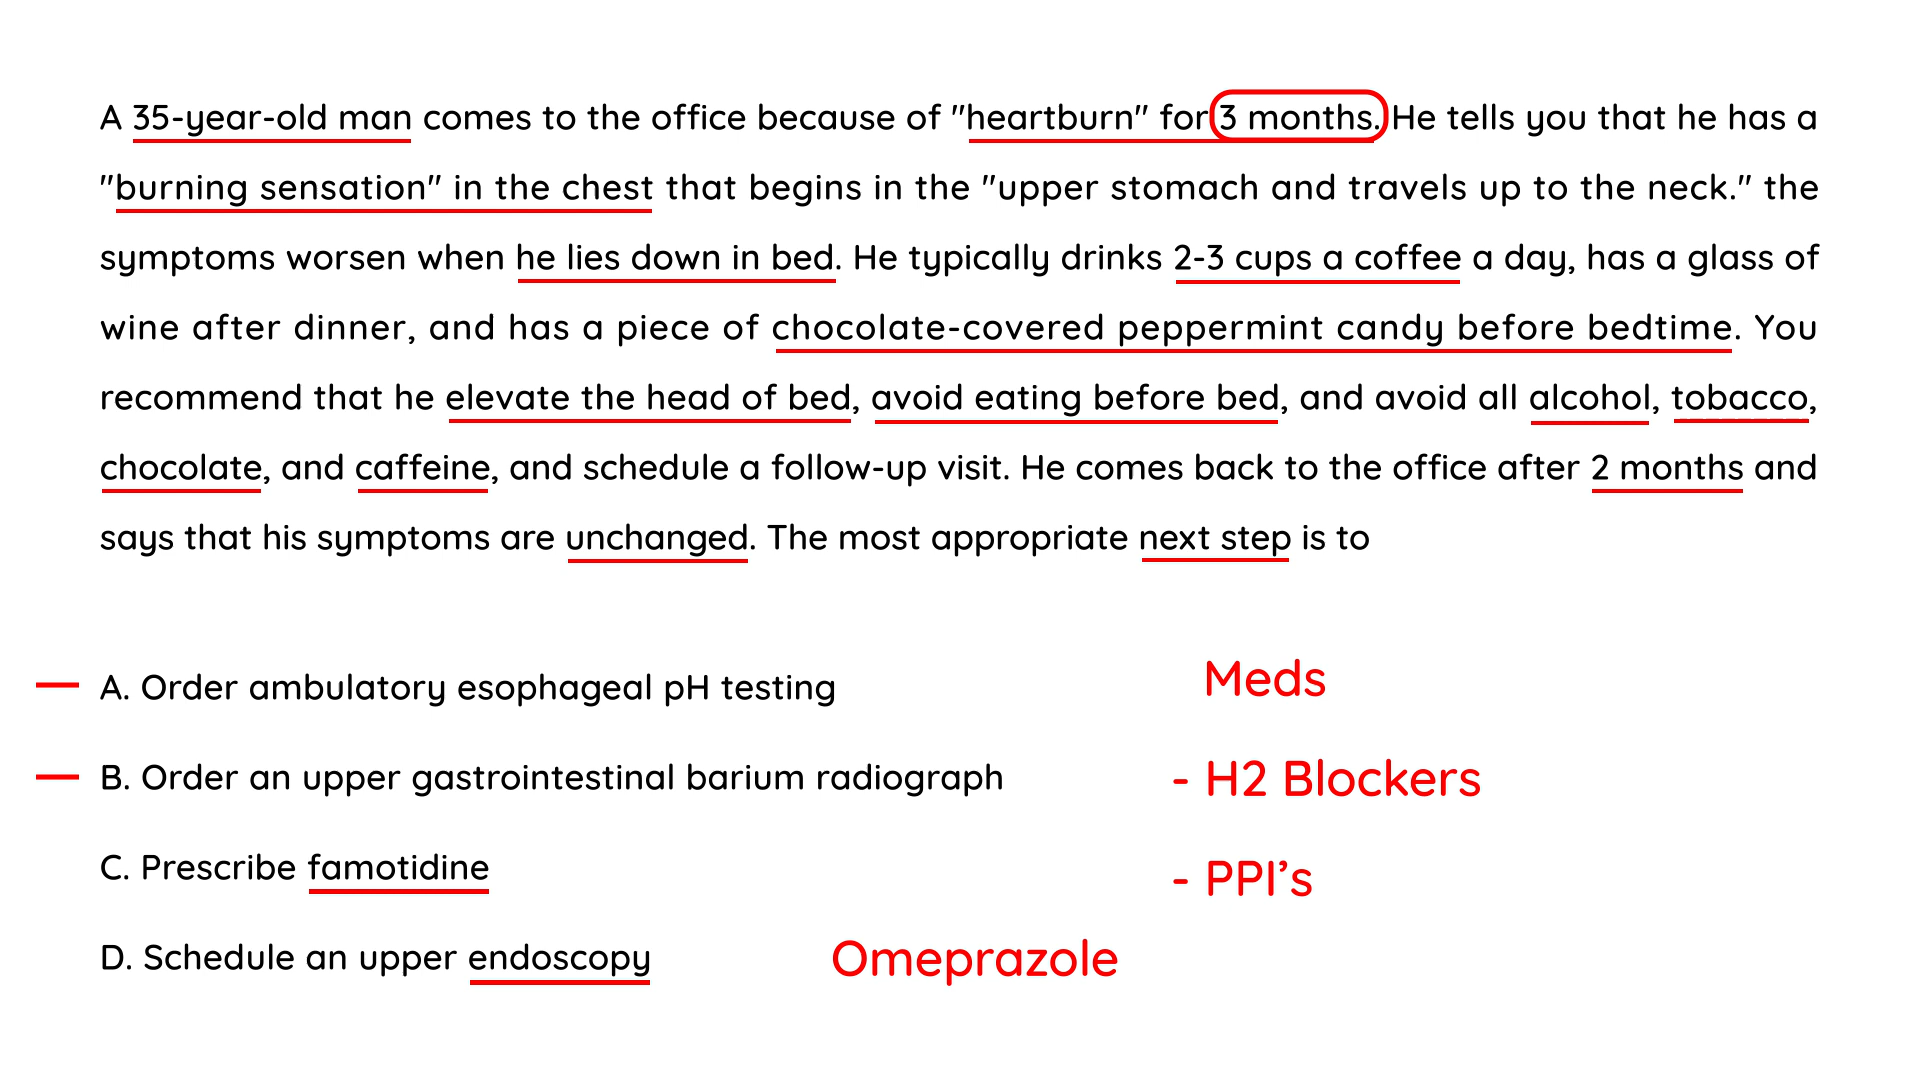 A 35-year-old man comes to the office because of "heartburn" for 3 months. He tells you that he has a
"burning sensation" in the chest that begins in the "upper stomach and travels up to the neck." the
symptoms worsen when he lies down in bed. He typically drinks 2-3 cups a coffee a day, has a glass of
wine after dinner, and has a piece of chocolate-covered peppermint candy before bedtime. You
recommend that he elevate the head of bed, avoid eating before bed, and avoid all alcohol, tobacco,
chocolate, and caffeine, and schedule a follow-up visit. He comes back to the office after 2 months and
says that his symptoms are unchanged. The most appropriate next step is to
A. Order ambulatory esophageal pH testing
B. Order an upper gastrointestinal barium radiograph
C. Prescribe famotidine
D. Schedule an upper endoscopy
Meds
- H2 Blockers
- PPI’s
Omeprazole